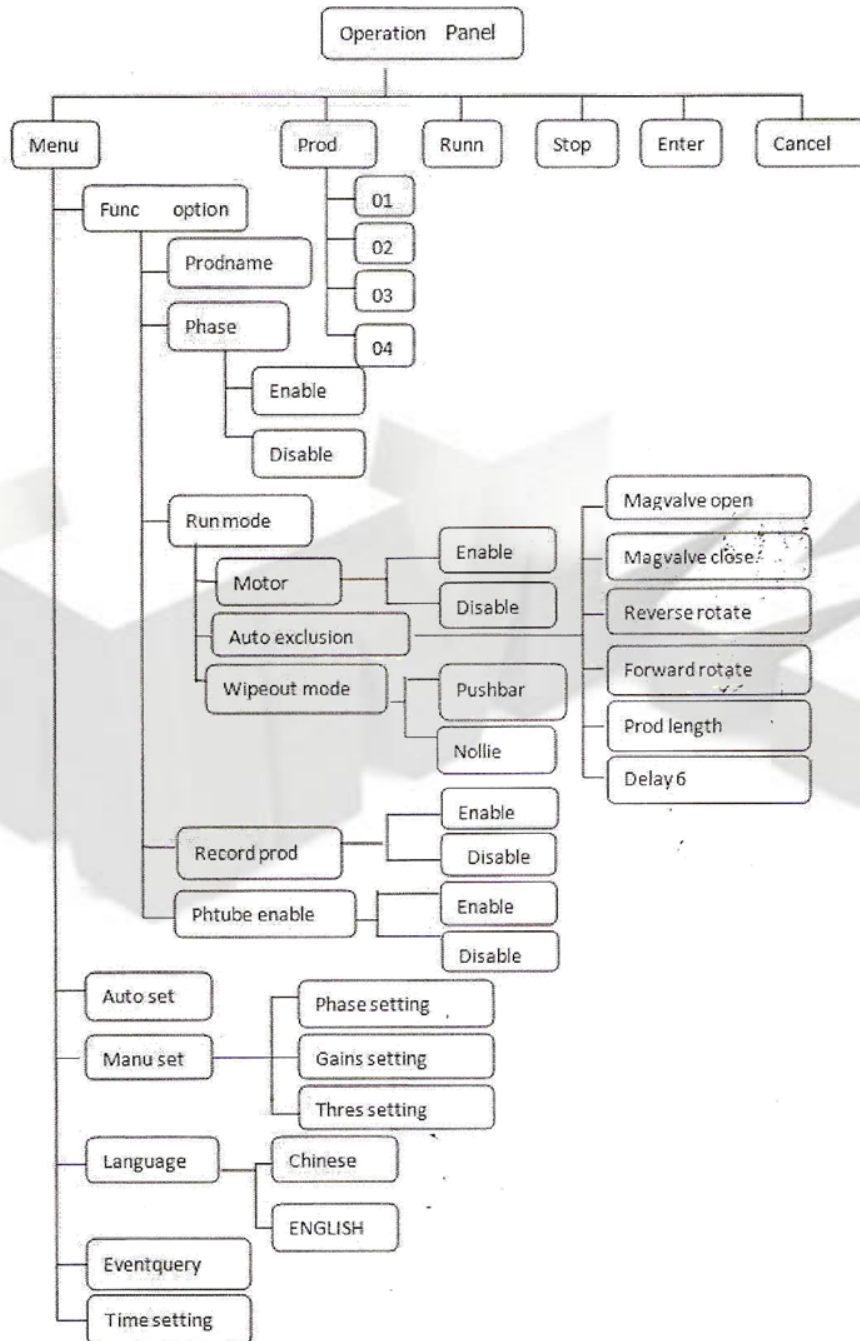 Operation Panel
Menu
Prod
Runn
Stop
Enter
Cancel
Func option
01
02
03
04
Prodname
Phase
Enable
Disable
Run mode
Motor
Enable
Disable
Auto exclusion
Magvalve open
Magvalve close
Reverse rotate
Forward rotate
Prod length
Delay 6
Wipeout mode
Pushbar
Nollie
Record prod
Enable
Disable
Phtube enable
Enable
Disable
Auto set
Manu set
Phase setting
Gains setting
Thres setting
Language
Chinese
ENGLISH
Eventquery
Time setting